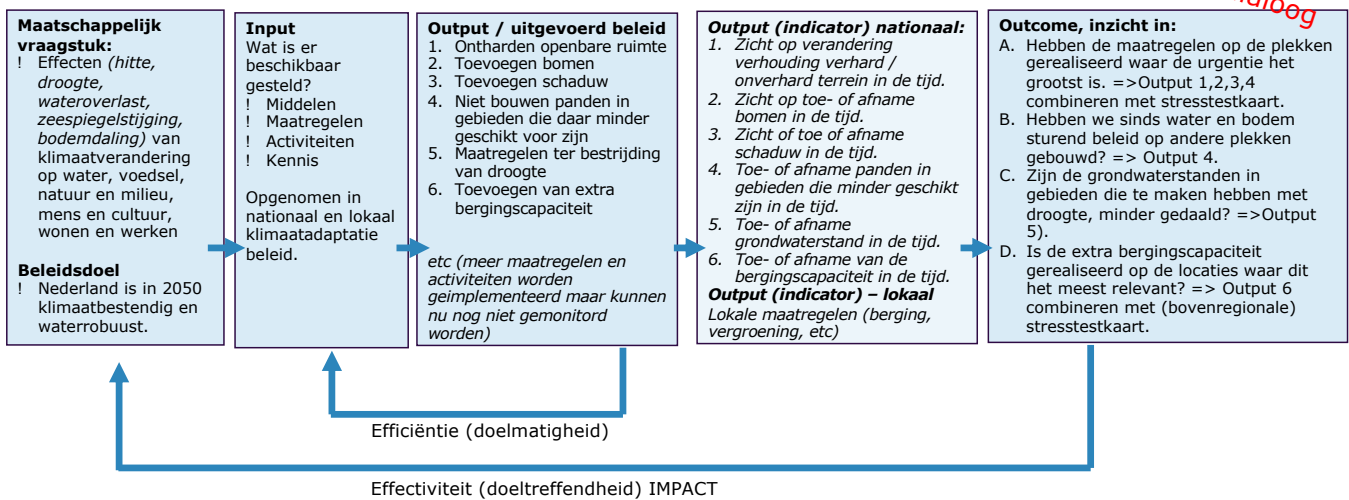 Maatschappelijk
vraagstuk:
! Effecten (hitte,
droogte,
wateroverlast,
zeespiegelstijging,
bodemdaling) van
klimaatverandering
op water, voedsel,
natuur en milieu,
mens en cultuur,
wonen en werken
Beleidsdoel
! Nederland is in 2050
klimaatbestendig en
waterrobuust.
Input
Wat is er
beschikbaar
gesteld?
! Middelen
! Maatregelen
! Activiteiten
! Kennis
Opgenomen in
nationaal en lokaal
klimaatadaptatie
beleid.
Output / uitgevoerd beleid
1. Ontharden openbare ruimte
2. Toevoegen bomen
3. Toevoegen schaduw
4. Niet bouwen panden in
gebieden die daar minder
geschikt voor zijn
5. Maatregelen ter bestrijding
van droogte
6. Toevoegen van extra
bergingscapaciteit
etc (meer maatregelen en
activiteiten worden
geimplementeerd maar kunnen
nu nog niet gemonitord
worden)
Output (indicator) nationaal:
1. Zicht op verandering
verhouding verhard /
onverhard terrein in de tijd.
2. Zicht op toe- of afname
bomen in de tijd.
3. Zicht of toe of afname
schaduw in de tijd.
4. Toe- of afname panden in
gebieden die minder geschikt
zijn in de tijd.
5. Toe- of afname
grondwaterstand in de tijd.
6. Toe- of afname van de
bergingscapaciteit in de tijd.
Output (indicator) – lokaal
Lokale maatregelen (berging,
vergroening, etc)
Outcome, inzicht in:
A. Hebben de maatregelen op de plekken
gerealiseerd waar de urgentie het
grootst is. =>Output 1,2,3,4
combineren met stresstestkaart.
B. Hebben we sinds water en bodem
sturend beleid op andere plekken
gebouwd? => Output 4.
C. Zijn de grondwaterstanden in
gebieden die te maken hebben met
droogte, minder gedaald? =>Output
5).
D. Is de extra bergingscapaciteit
gerealiseerd op de locaties waar dit
het meest relevant? => Output 6
combineren met (bovenregionale)
stresstestkaart.
Efficiëntie (doelmatigheid)
Effectiviteit (doeltreffendheid) IMPACT